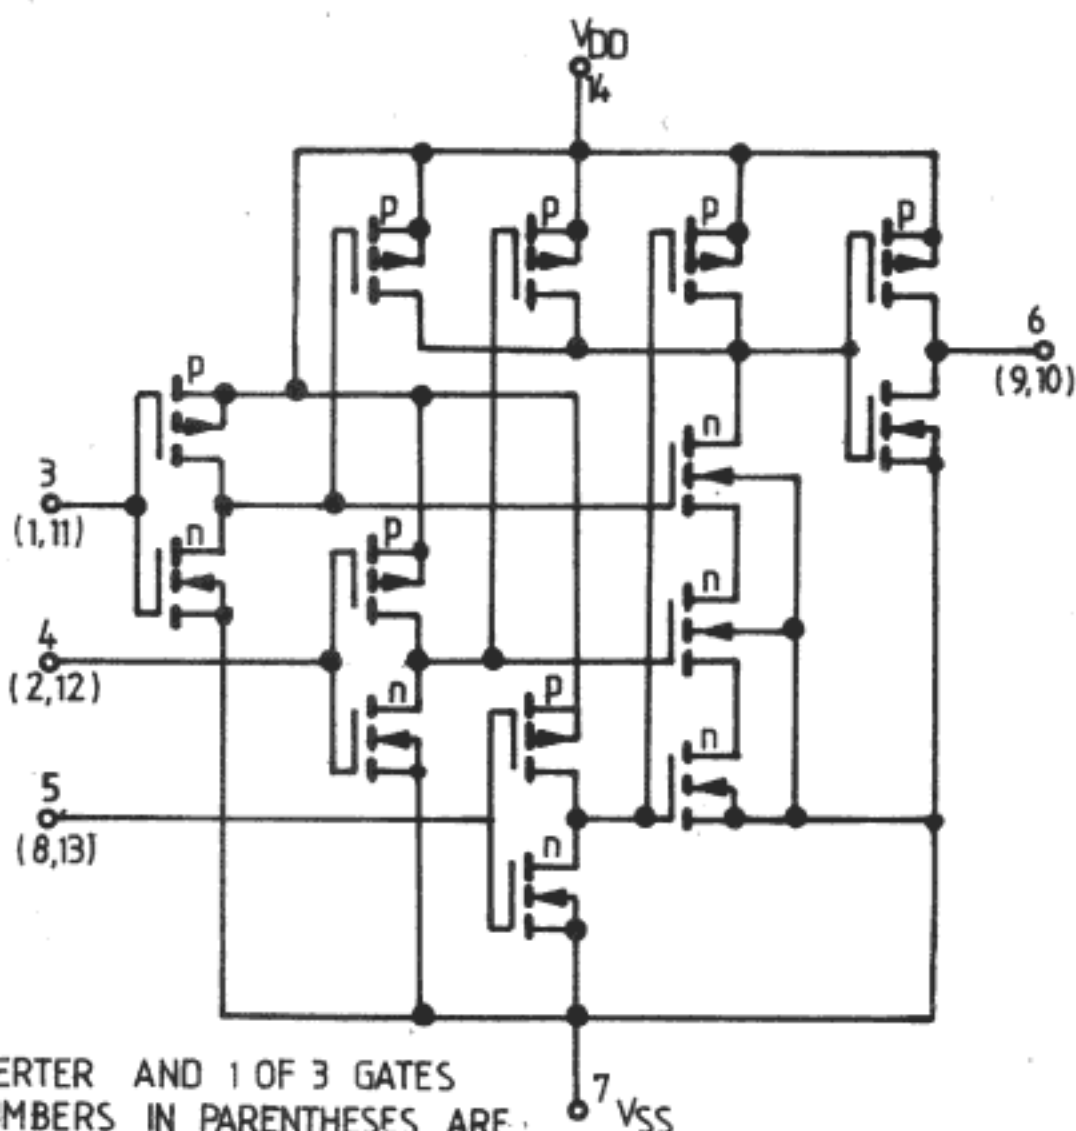 VDD
14
p p p p
6
(9,10)
p
3
(1,11)
n
n
p
4
(2,12)
n
n
p
5
(8,13)
n
n
ERTER AND 1 OF 3 GATES
7 VSS
UMBERS IN PARENTHESES ARE